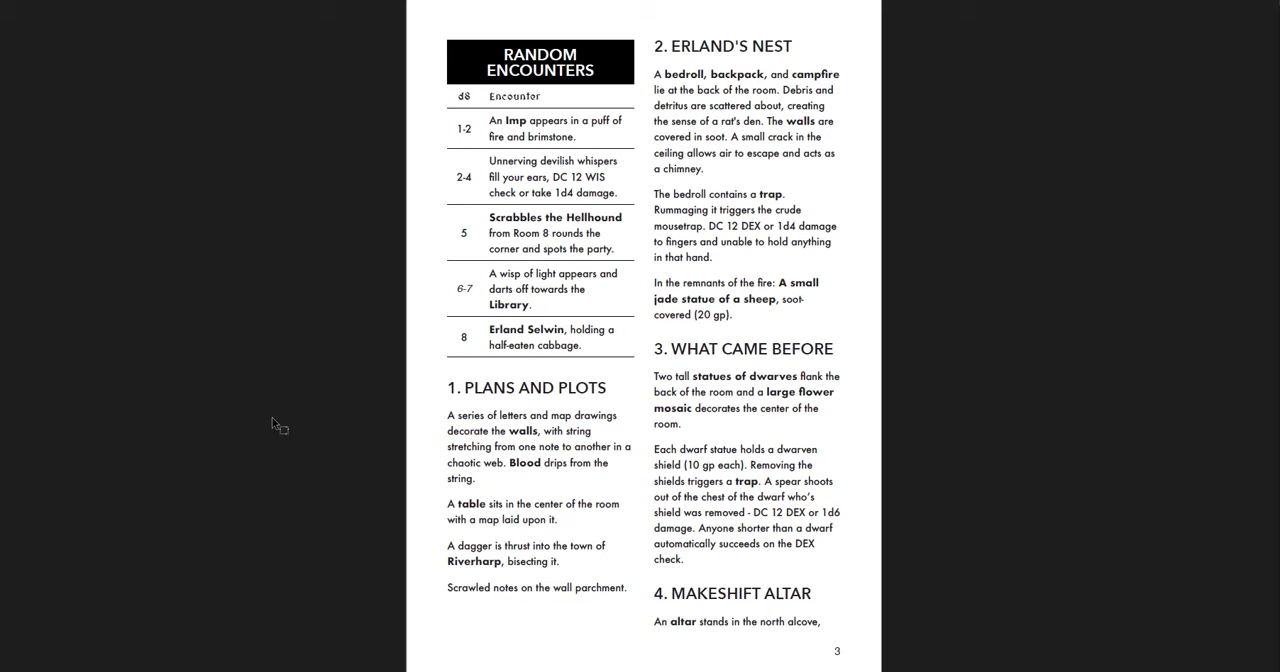 RANDOM
ENCOUNTERS
d8 Encounter
1-2 An Imp appears in a puff of
fire and brimstone.
2-4 Unnerving devilish whispers
fill your ears, DC 12 WIS
check or take 1d4 damage.
5 Scrabbles the Hellhound
from Room 8 rounds the
corner and spots the party.
6-7 A wisp of light appears and
darts off towards the
Library.
8 Erland Selwin, holding a
half-eaten cabbage.
1. PLANS AND PLOTS
A series of letters and map drawings
decorate the walls, with string
stretching from one note to another in a
chaotic web. Blood drips from the
string.
A table sits in the center of the room
with a map laid upon it.
A dagger is thrust into the town of
Riverharp, bisecting it.
Scrawled notes on the wall parchment.
2. ERLAND'S NEST
A bedroll, backpack, and campfire
lie at the back of the room. Debris and
detritus are scattered about, creating
the sense of a rat's den. The walls are
covered in soot. A small crack in the
ceiling allows air to escape and acts as
a chimney.
The bedroll contains a trap.
Rummaging it triggers the crude
mousetrap. DC 12 DEX or 1d4 damage
to fingers and unable to hold anything
in that hand.
In the remnants of the fire: A small
jade statue of a sheep, soot-
covered (20 gp).
3. WHAT CAME BEFORE
Two tall statues of dwarves flank the
back of the room and a large flower
mosaic decorates the center of the
room.
Each dwarf statue holds a dwarven
shield (10 gp each). Removing the
shields triggers a trap. A spear shoots
out of the chest of the dwarf who's
shield was removed - DC 12 DEX or 1d6
damage. Anyone shorter than a dwarf
automatically succeeds on the DEX
check.
4. MAKESHIFT ALTAR
An altar stands in the north alcove,
3